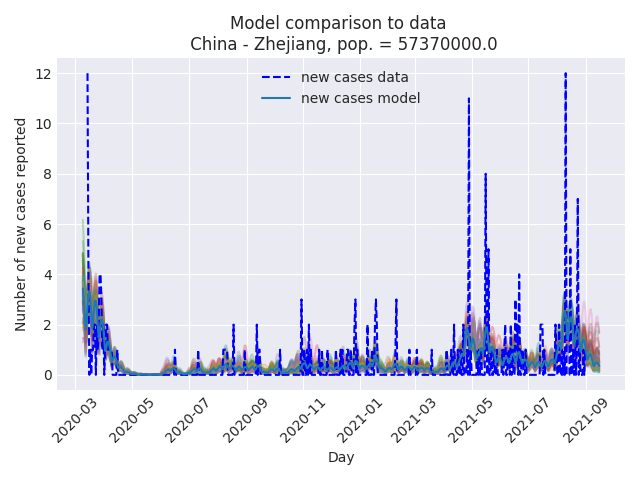 Model comparison to data
China - Zhejiang, pop. = 57370000.0
new cases data
new cases model
Number of new cases reported
12
10
8
6
4
2
0
2020-03
2020-05
2020-07
2020-09
2020-11
2021-01
2021-03
2021-05
2021-07
2021-09
Day